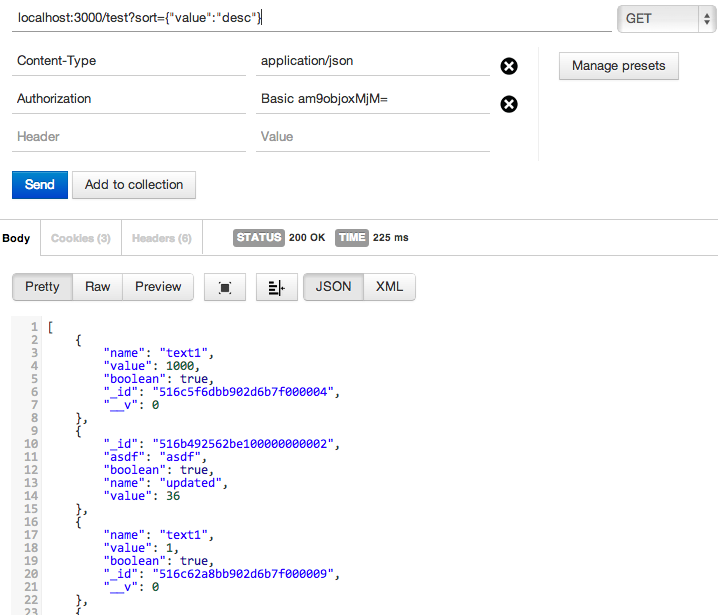 localhost:3000/test?sort={"value":"desc"}
GET
Content-Type application/json
Manage presets
Authorization Basic am9objoxMjM=
Header Value
Send Add to collection
Body Cookies (3) Headers (6) STATUS 200 OK TIME 225 ms
Pretty Raw Preview JSON XML
1 [
2 {
3 "name": "text1",
4 "value": 1000,
5 "boolean": true,
6 "_id": "516c5f6dbb902d6b7f000004",
7 "__v": 0
8 },
9 {
10 "_id": "516b492562be100000000002",
11 "asdf": "asdf",
12 "boolean": true,
13 "name": "updated",
14 "value": 36
15 },
16 {
17 "name": "text1",
18 "value": 1,
19 "boolean": true,
20 "_id": "516c62a8bb902d6b7f000009",
21 "__v": 0
22 },
23 {